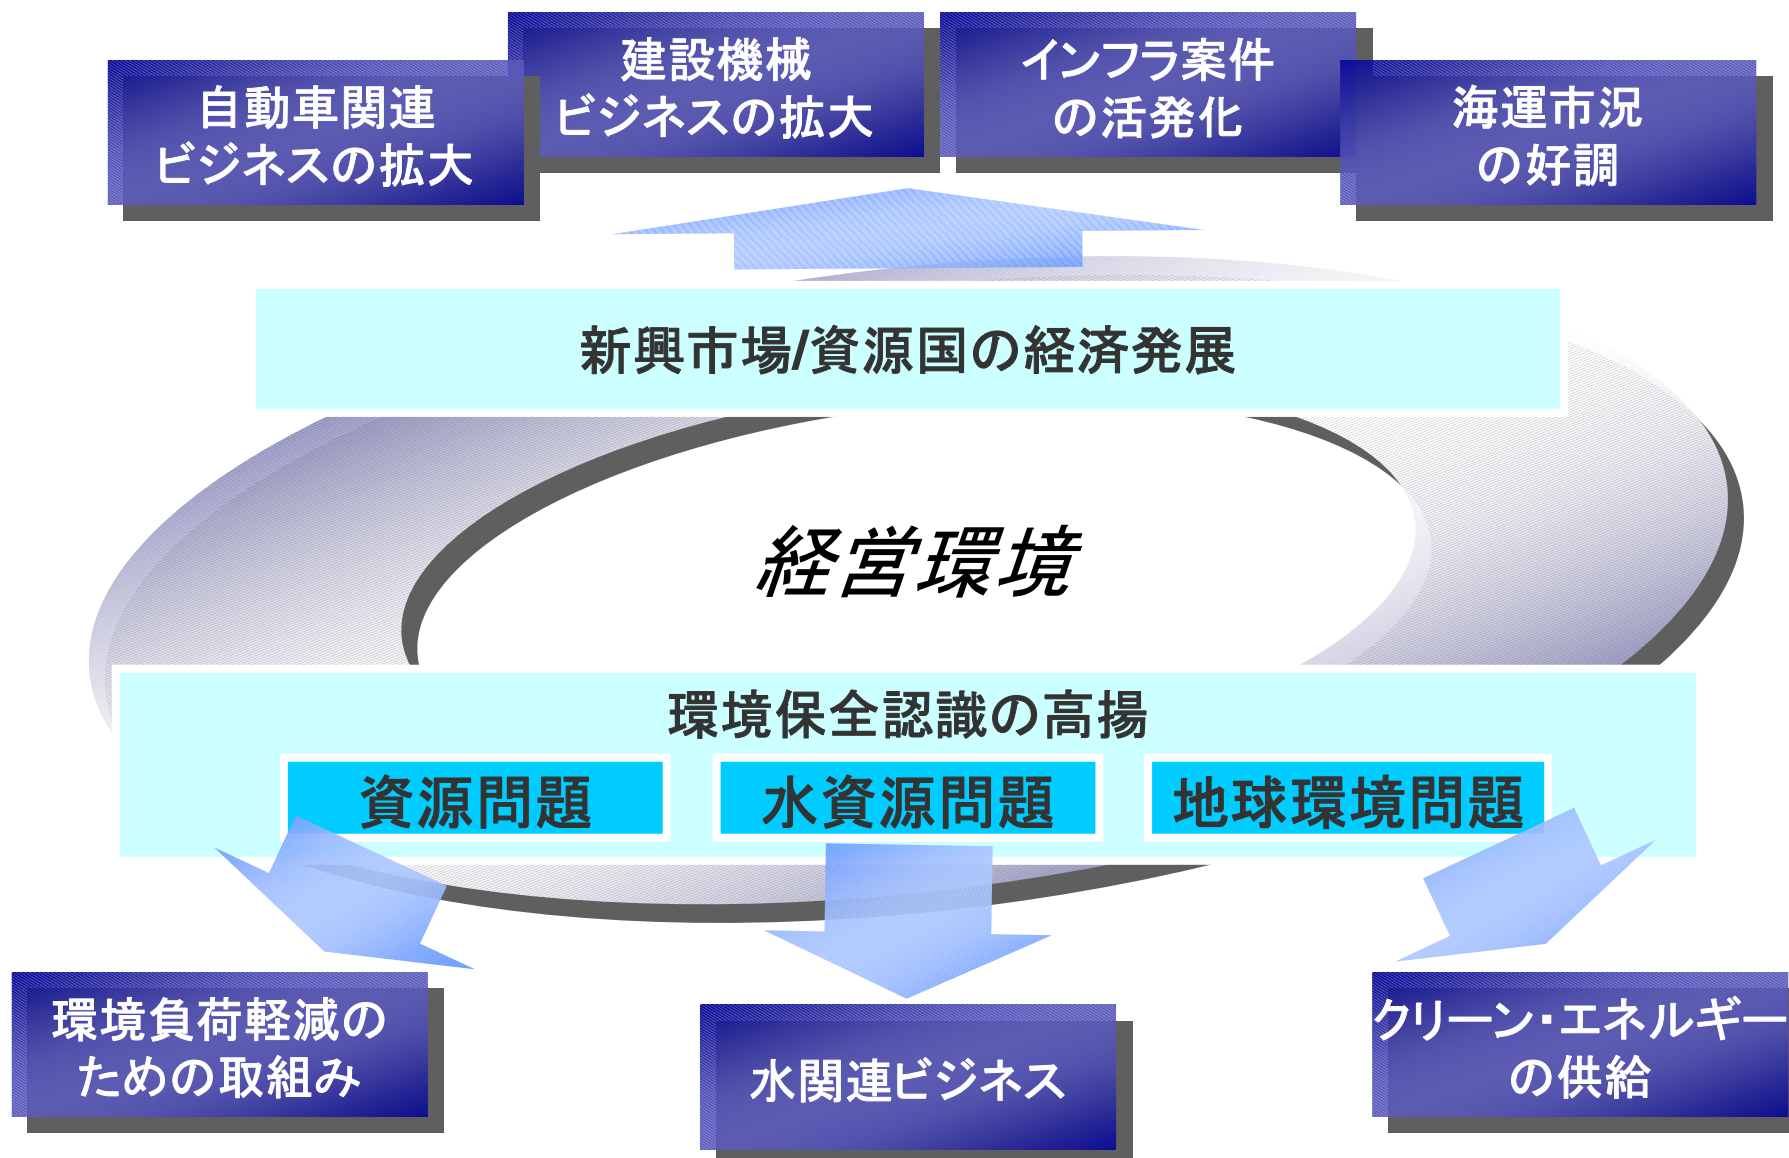 自動車関連
ビジネスの拡大
建設機械
ビジネスの拡大
インフラ案件
の活発化
海運市況
の好調
新興市場/資源国の経済発展
経営環境
環境保全認識の高揚
資源問題
水資源問題
地球環境問題
環境負荷軽減の
ための取組み
水関連ビジネス
クリーン・エネルギー
の供給